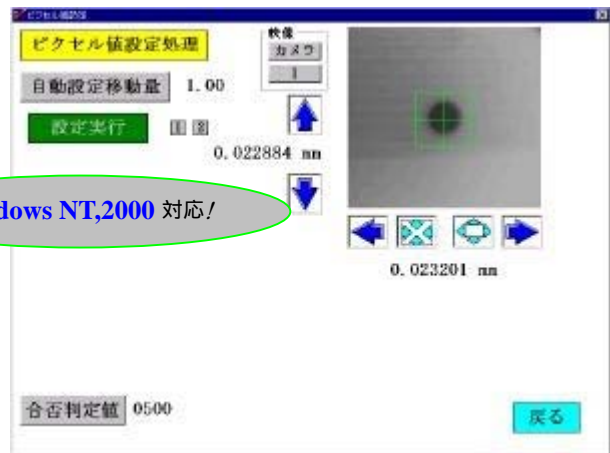 ピクセル値設定処理
映像
カメラ
1
自動設定移動量 1.00
設定実行 1 2
0.022884 mm
dows NT,2000 対応!
0.023201 mm
合否判定値 0500
戻る